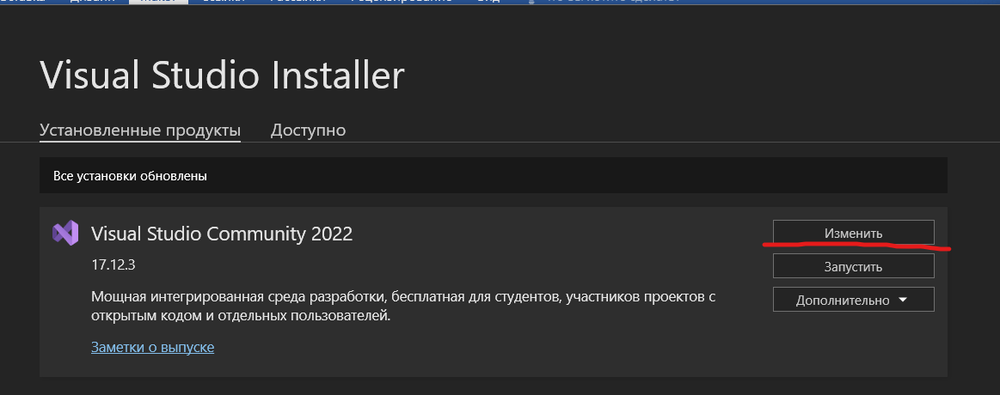 Visual Studio Installer
Установленные продукты Доступно
Все установки обновлены
Visual Studio Community 2022
Изменить
17.12.3
Запустить
Мощная интегрированная среда разработки, бесплатная для студентов, участников проектов с
открытым кодом и отдельных пользователей.
Дополнительно
Заметки о выпуске